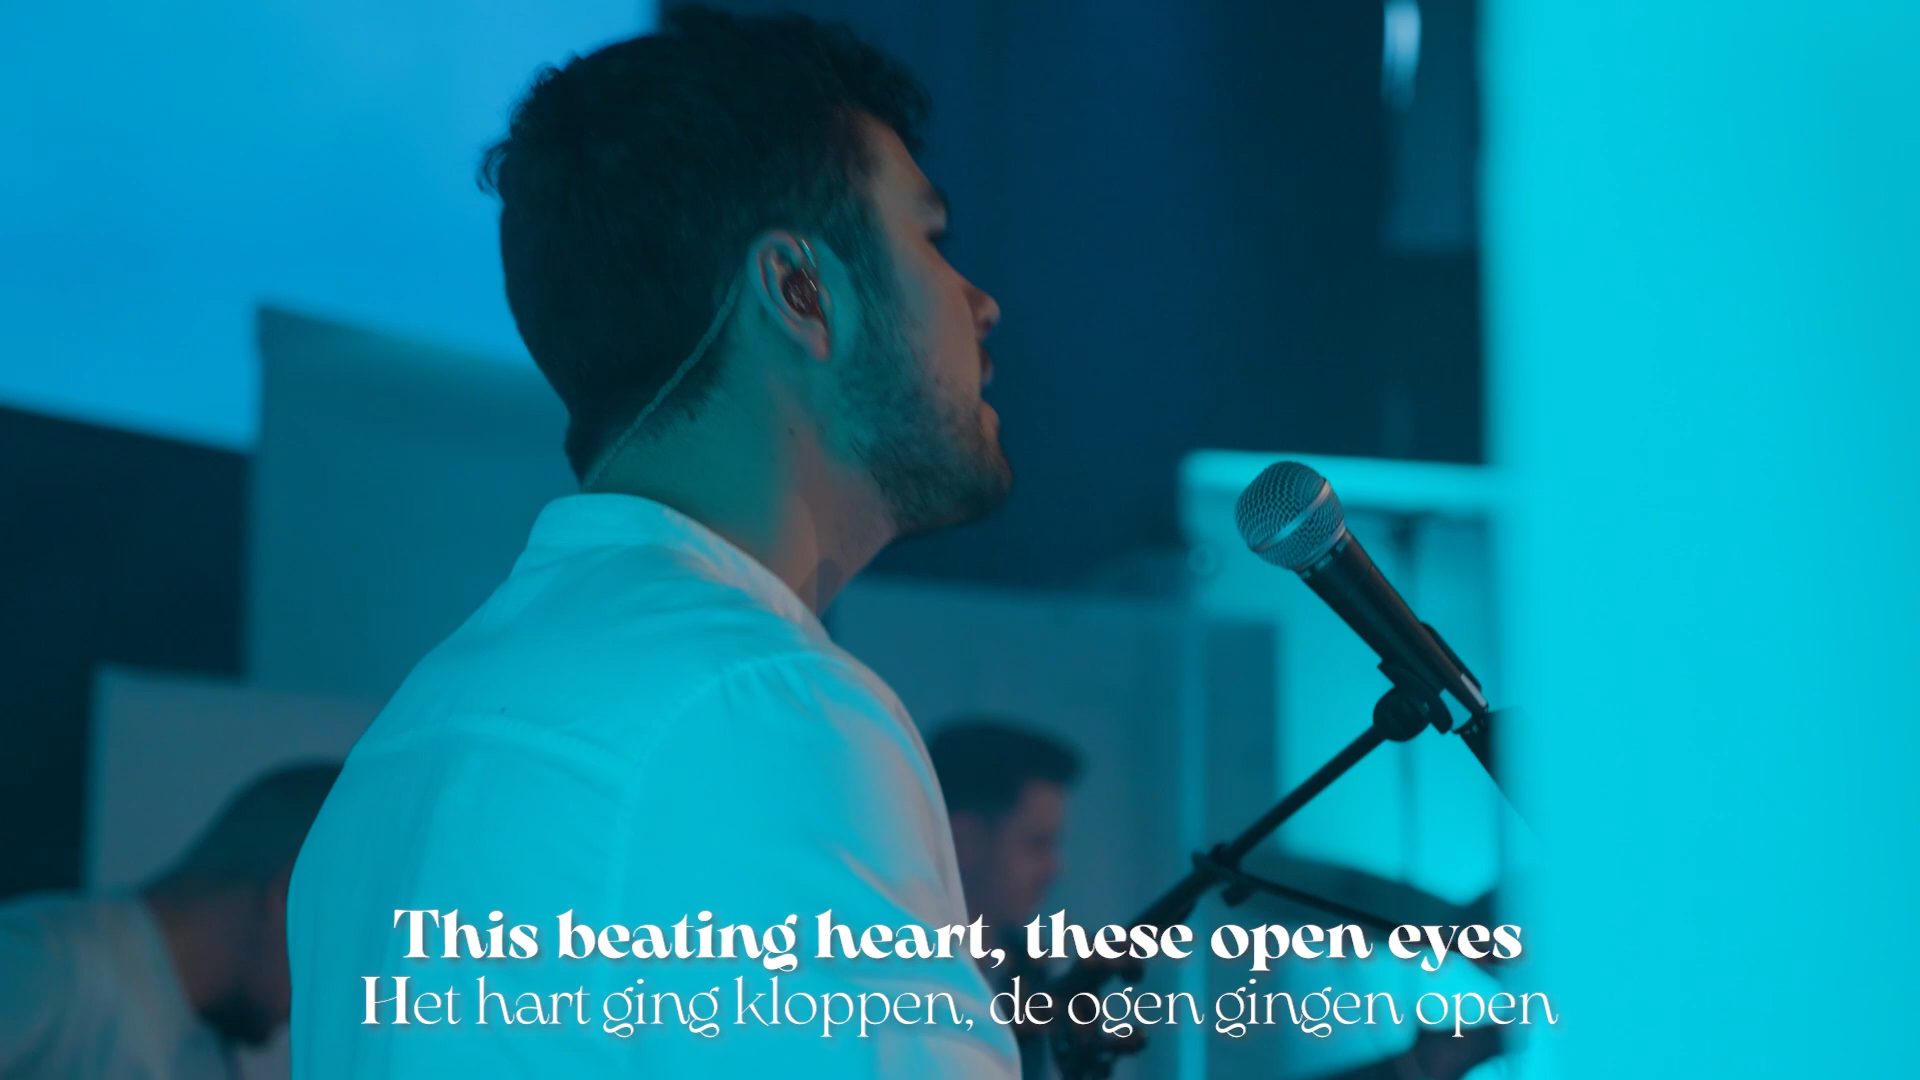 This beating heart, these open eyes
Het hart ging kloppen, de ogen gingen open